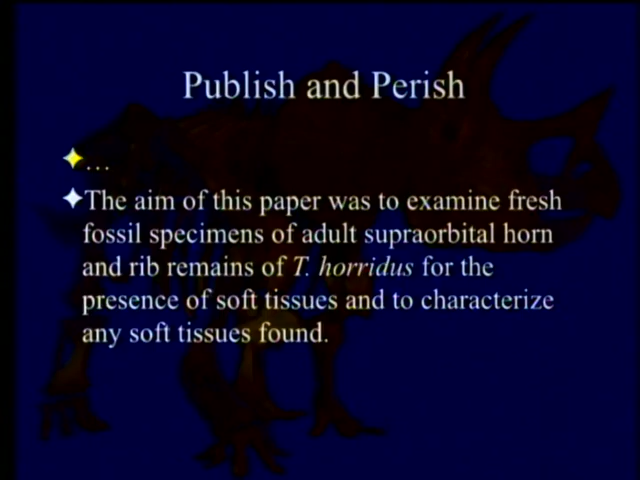 Publish and Perish
…
The aim of this paper was to examine fresh
fossil specimens of adult supraorbital horn
and rib remains of T. horridus for the
presence of soft tissues and to characterize
any soft tissues found.